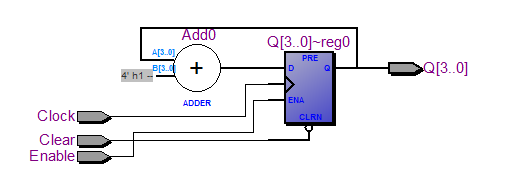 Add0
Q[3..0]~reg0
A[3..0]
PRE
B[3..0]
D
Q
Q[3..0]
4' h1 --
ENA
ADDER
Clock
CLRN
Clear
Enable